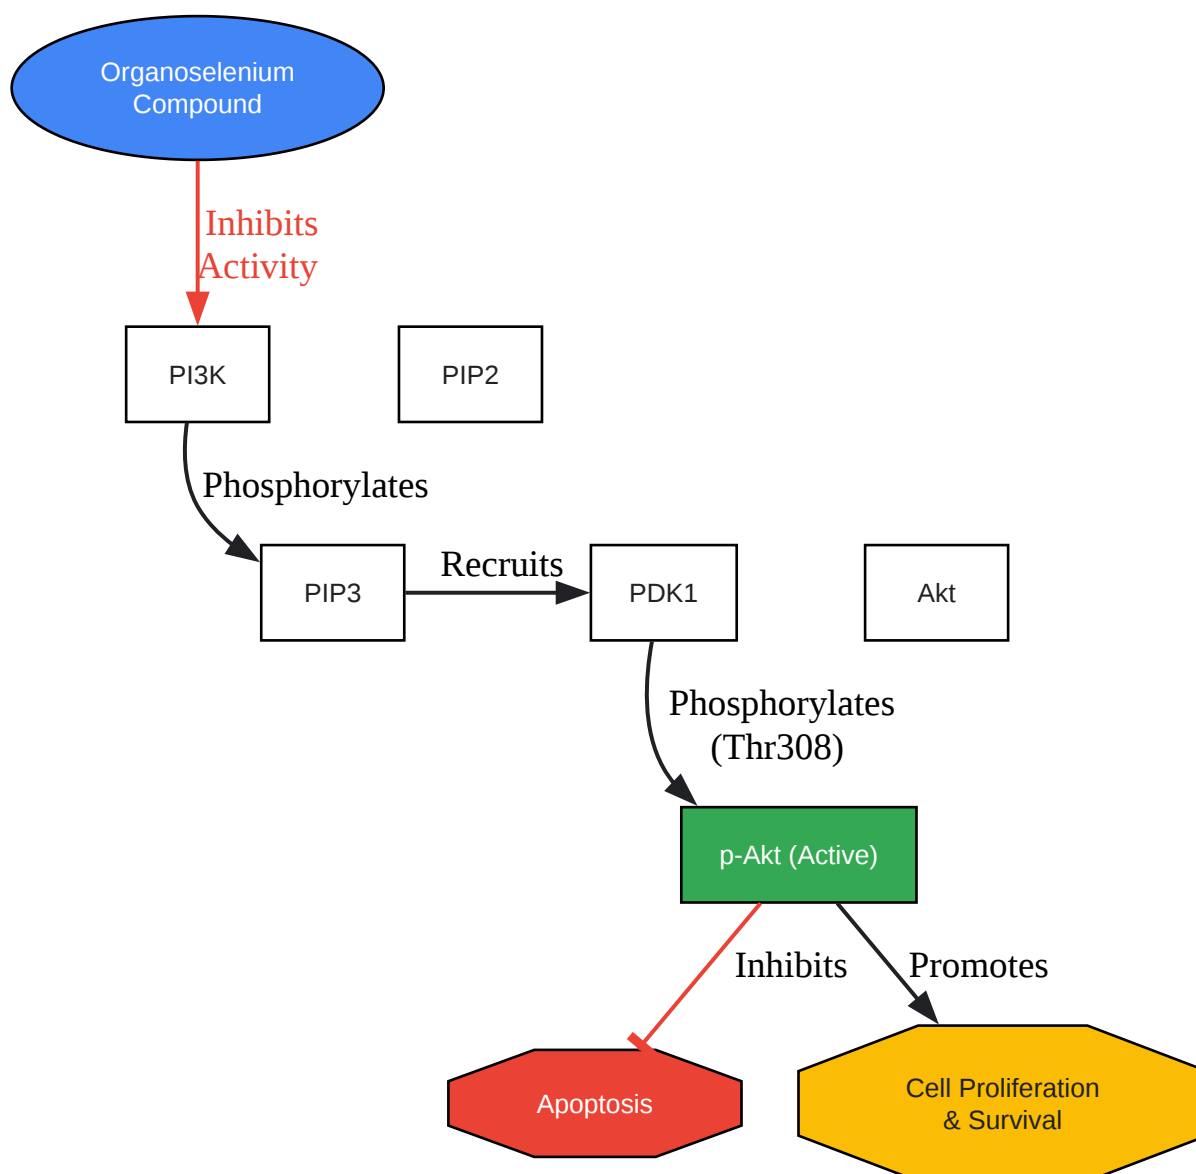 Organoselenium
Compound
Inhibits
Activity
PI3K
PIP2
Phosphorylates
PIP3
Recruits
PDK1
Akt
Phosphorylates
(Thr308)
p-Akt (Active)
Inhibits
Promotes
Apoptosis
Cell Proliferation
& Survival